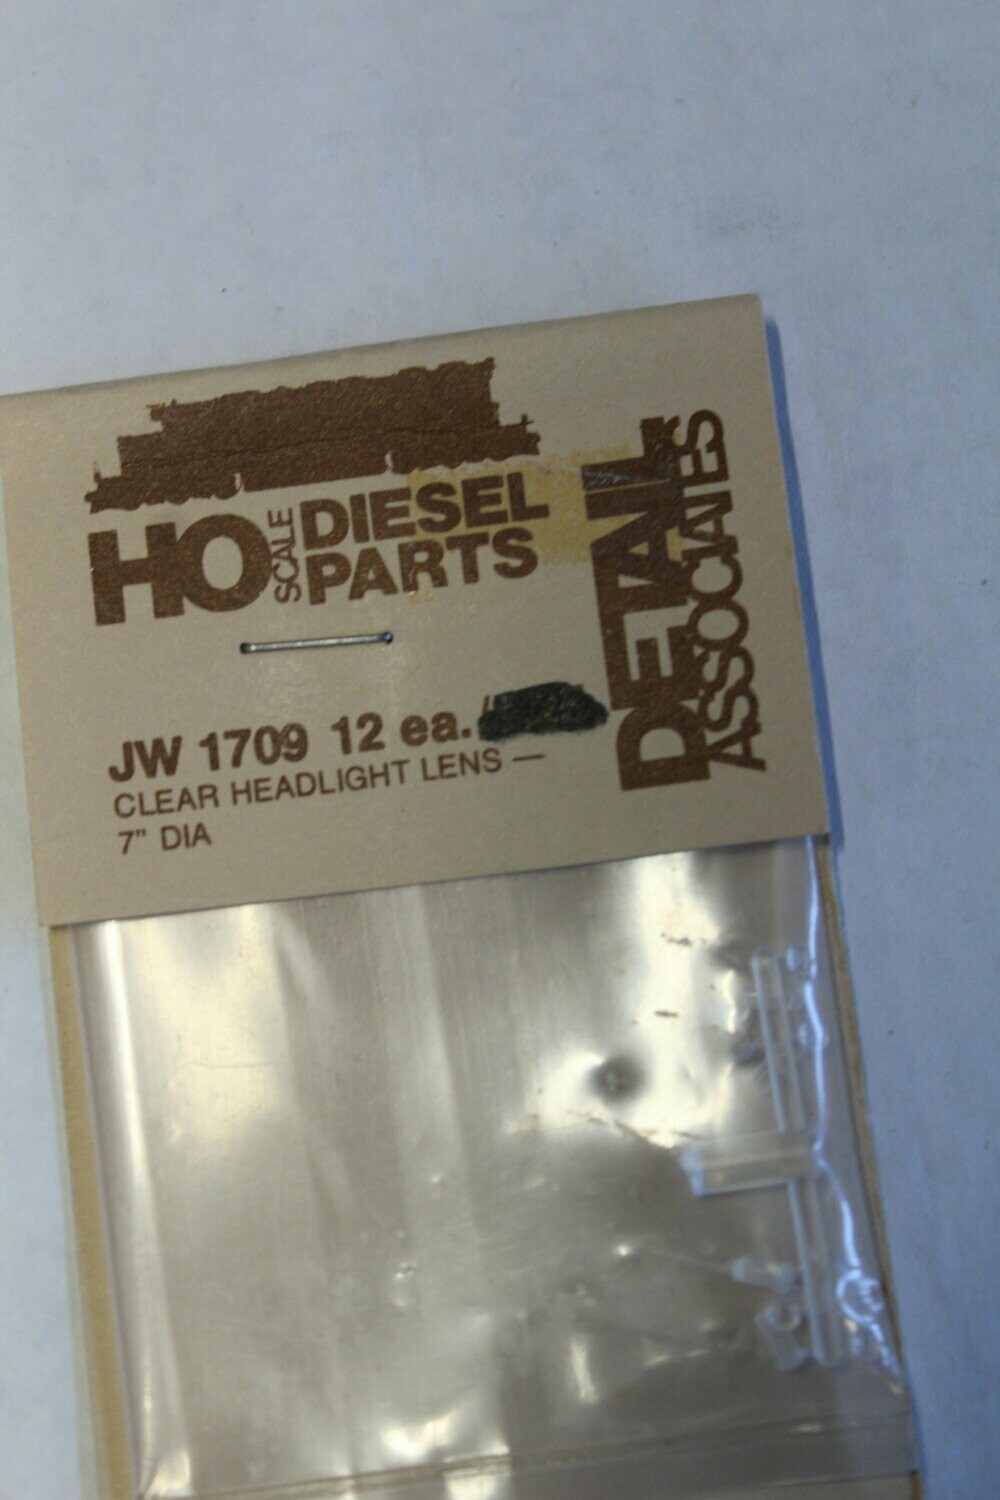 HO SCALE DIESEL
PARTS
DETAIL
ASSOCIATES
JW 1709 12 ea.
CLEAR HEADLIGHT LENS —
7" DIA